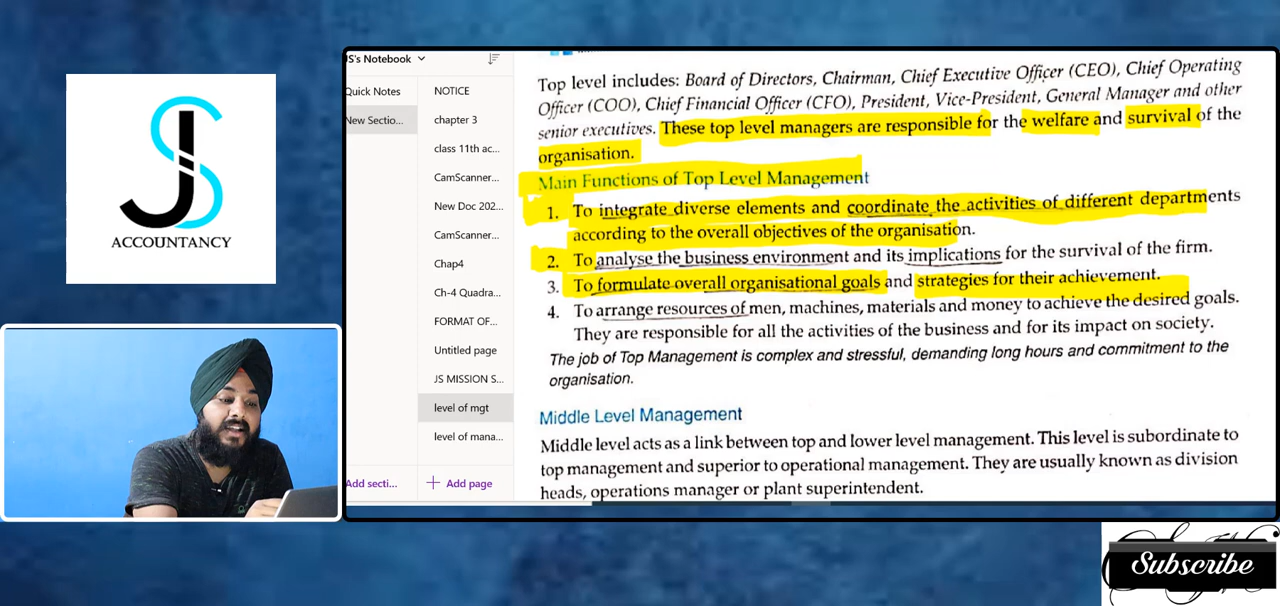 JS
ACCOUNTANCY
JS's Notebook
Quick Notes
New Sectio...
NOTICE
chapter 3
class 11th ac...
CamScanner...
New Doc 202...
CamScanner...
Chap4
Ch-4 Quadra...
FORMAT OF...
Untitled page
JS MISSION S...
level of mgt
level of mana...
Add secti...
Add page
Top level includes: Board of Directors, Chairman, Chief Executive Officer (CEO), Chief Operating
Officer (COO), Chief Financial Officer (CFO), President, Vice-President, General Manager and other
senior executives. These top level managers are responsible for the welfare and survival of the
organisation.
Main Functions of Top Level Management
1. To integrate diverse elements and coordinate the activities of different departments
according to the overall objectives of the organisation.
2. To analyse the business environment and its implications for the survival of the firm.
3. To formulate overall organisational goals and strategies for their achievement.
4. To arrange resources of men, machines, materials and money to achieve the desired goals.
They are responsible for all the activities of the business and for its impact on society.
The job of Top Management is complex and stressful, demanding long hours and commitment to the
organisation.
Middle Level Management
Middle level acts as a link between top and lower level management. This level is subordinate to
top management and superior to operational management. They are usually known as division
heads, operations manager or plant superintendent.
Subscribe